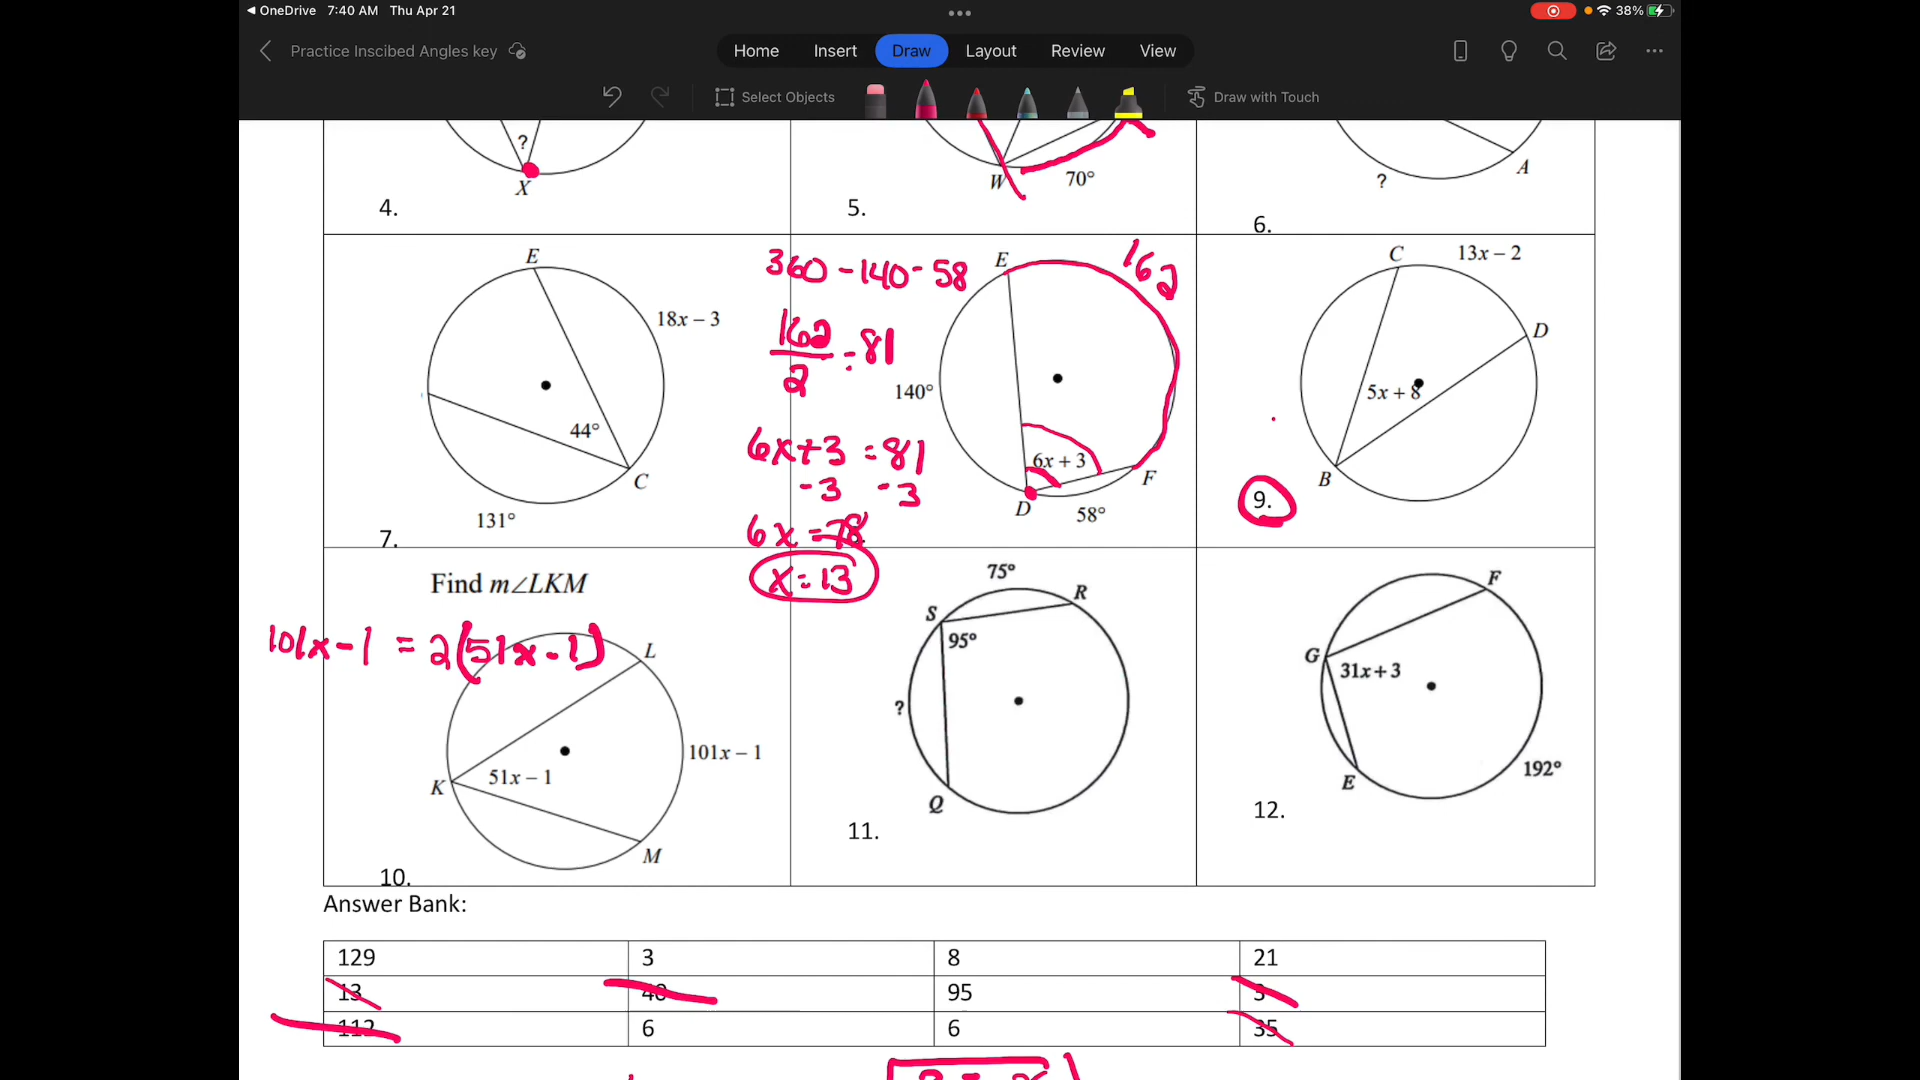 OneDrive 7:40 AM Thu Apr 21
38%
Practice Inscibed Angles key
Home Insert Draw Layout Review View
Select Objects
Draw with Touch
?
X
4.
W
70°
5.
?
A
6.
E
18x – 3
44°
C
131°
7.
360 - 140 - 58
162
2
= 81
6x+3 = 81
-3 -3
6x = 78
x = 13
E
162
140°
6x + 3
D
F
58°
C
13x – 2
D
5x + 8
B
9.
Find m∠LKM
101x - 1 = 2(51x - 1)
L
101x – 1
K
51x – 1
M
10.
75°
S
R
95°
?
Q
11.
F
G
31x+3
E
192°
12.
Answer Bank:
129 3 8 21
13 48 95 3
112 6 6 35